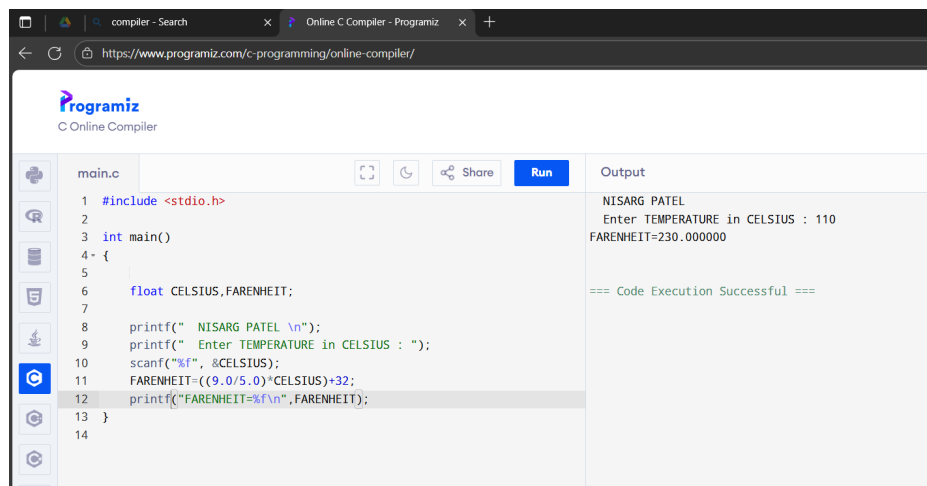 compiler - Search
Online C Compiler - Programiz
https://www.programiz.com/c-programming/online-compiler/
Programiz
C Online Compiler
main.c
Share
Run
Output
1 #include <stdio.h>
2
3 int main()
4 {
5
6 float CELSIUS,FARENHEIT;
7
8 printf("  NISARG PATEL \n");
9 printf("  Enter TEMPERATURE in CELSIUS : ");
10 scanf("%f", &CELSIUS);
11 FARENHEIT=((9.0/5.0)*CELSIUS)+32;
12 printf("FARENHEIT=%f\n",FARENHEIT);
13 }
14
NISARG PATEL
Enter TEMPERATURE in CELSIUS : 110
FARENHEIT=230.000000
=== Code Execution Successful ===